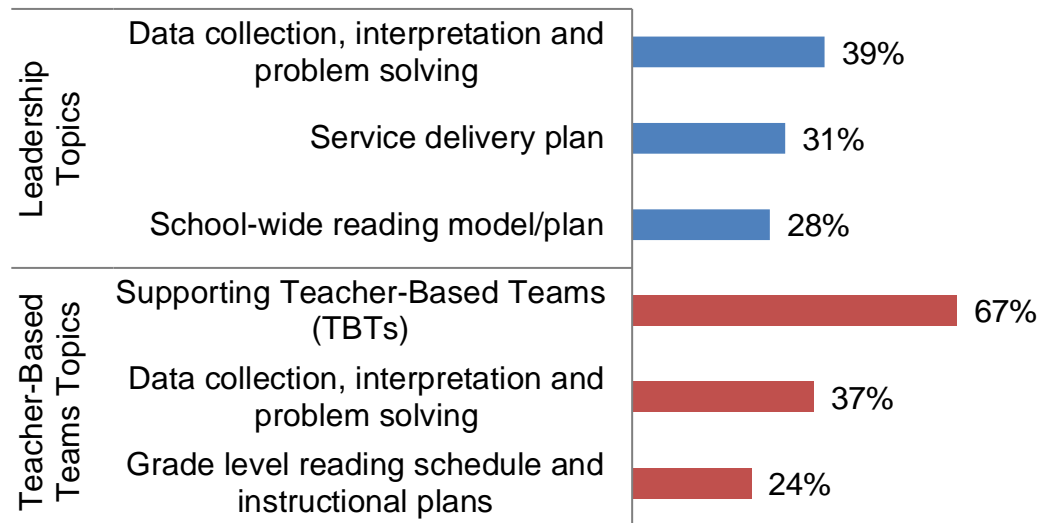 Leadership
Topics
Data collection, interpretation and
problem solving
39%
Service delivery plan
31%
School-wide reading model/plan
28%
Teacher-Based
Teams Topics
Supporting Teacher-Based Teams
(TBTs)
67%
Data collection, interpretation and
problem solving
37%
Grade level reading schedule and
instructional plans
24%